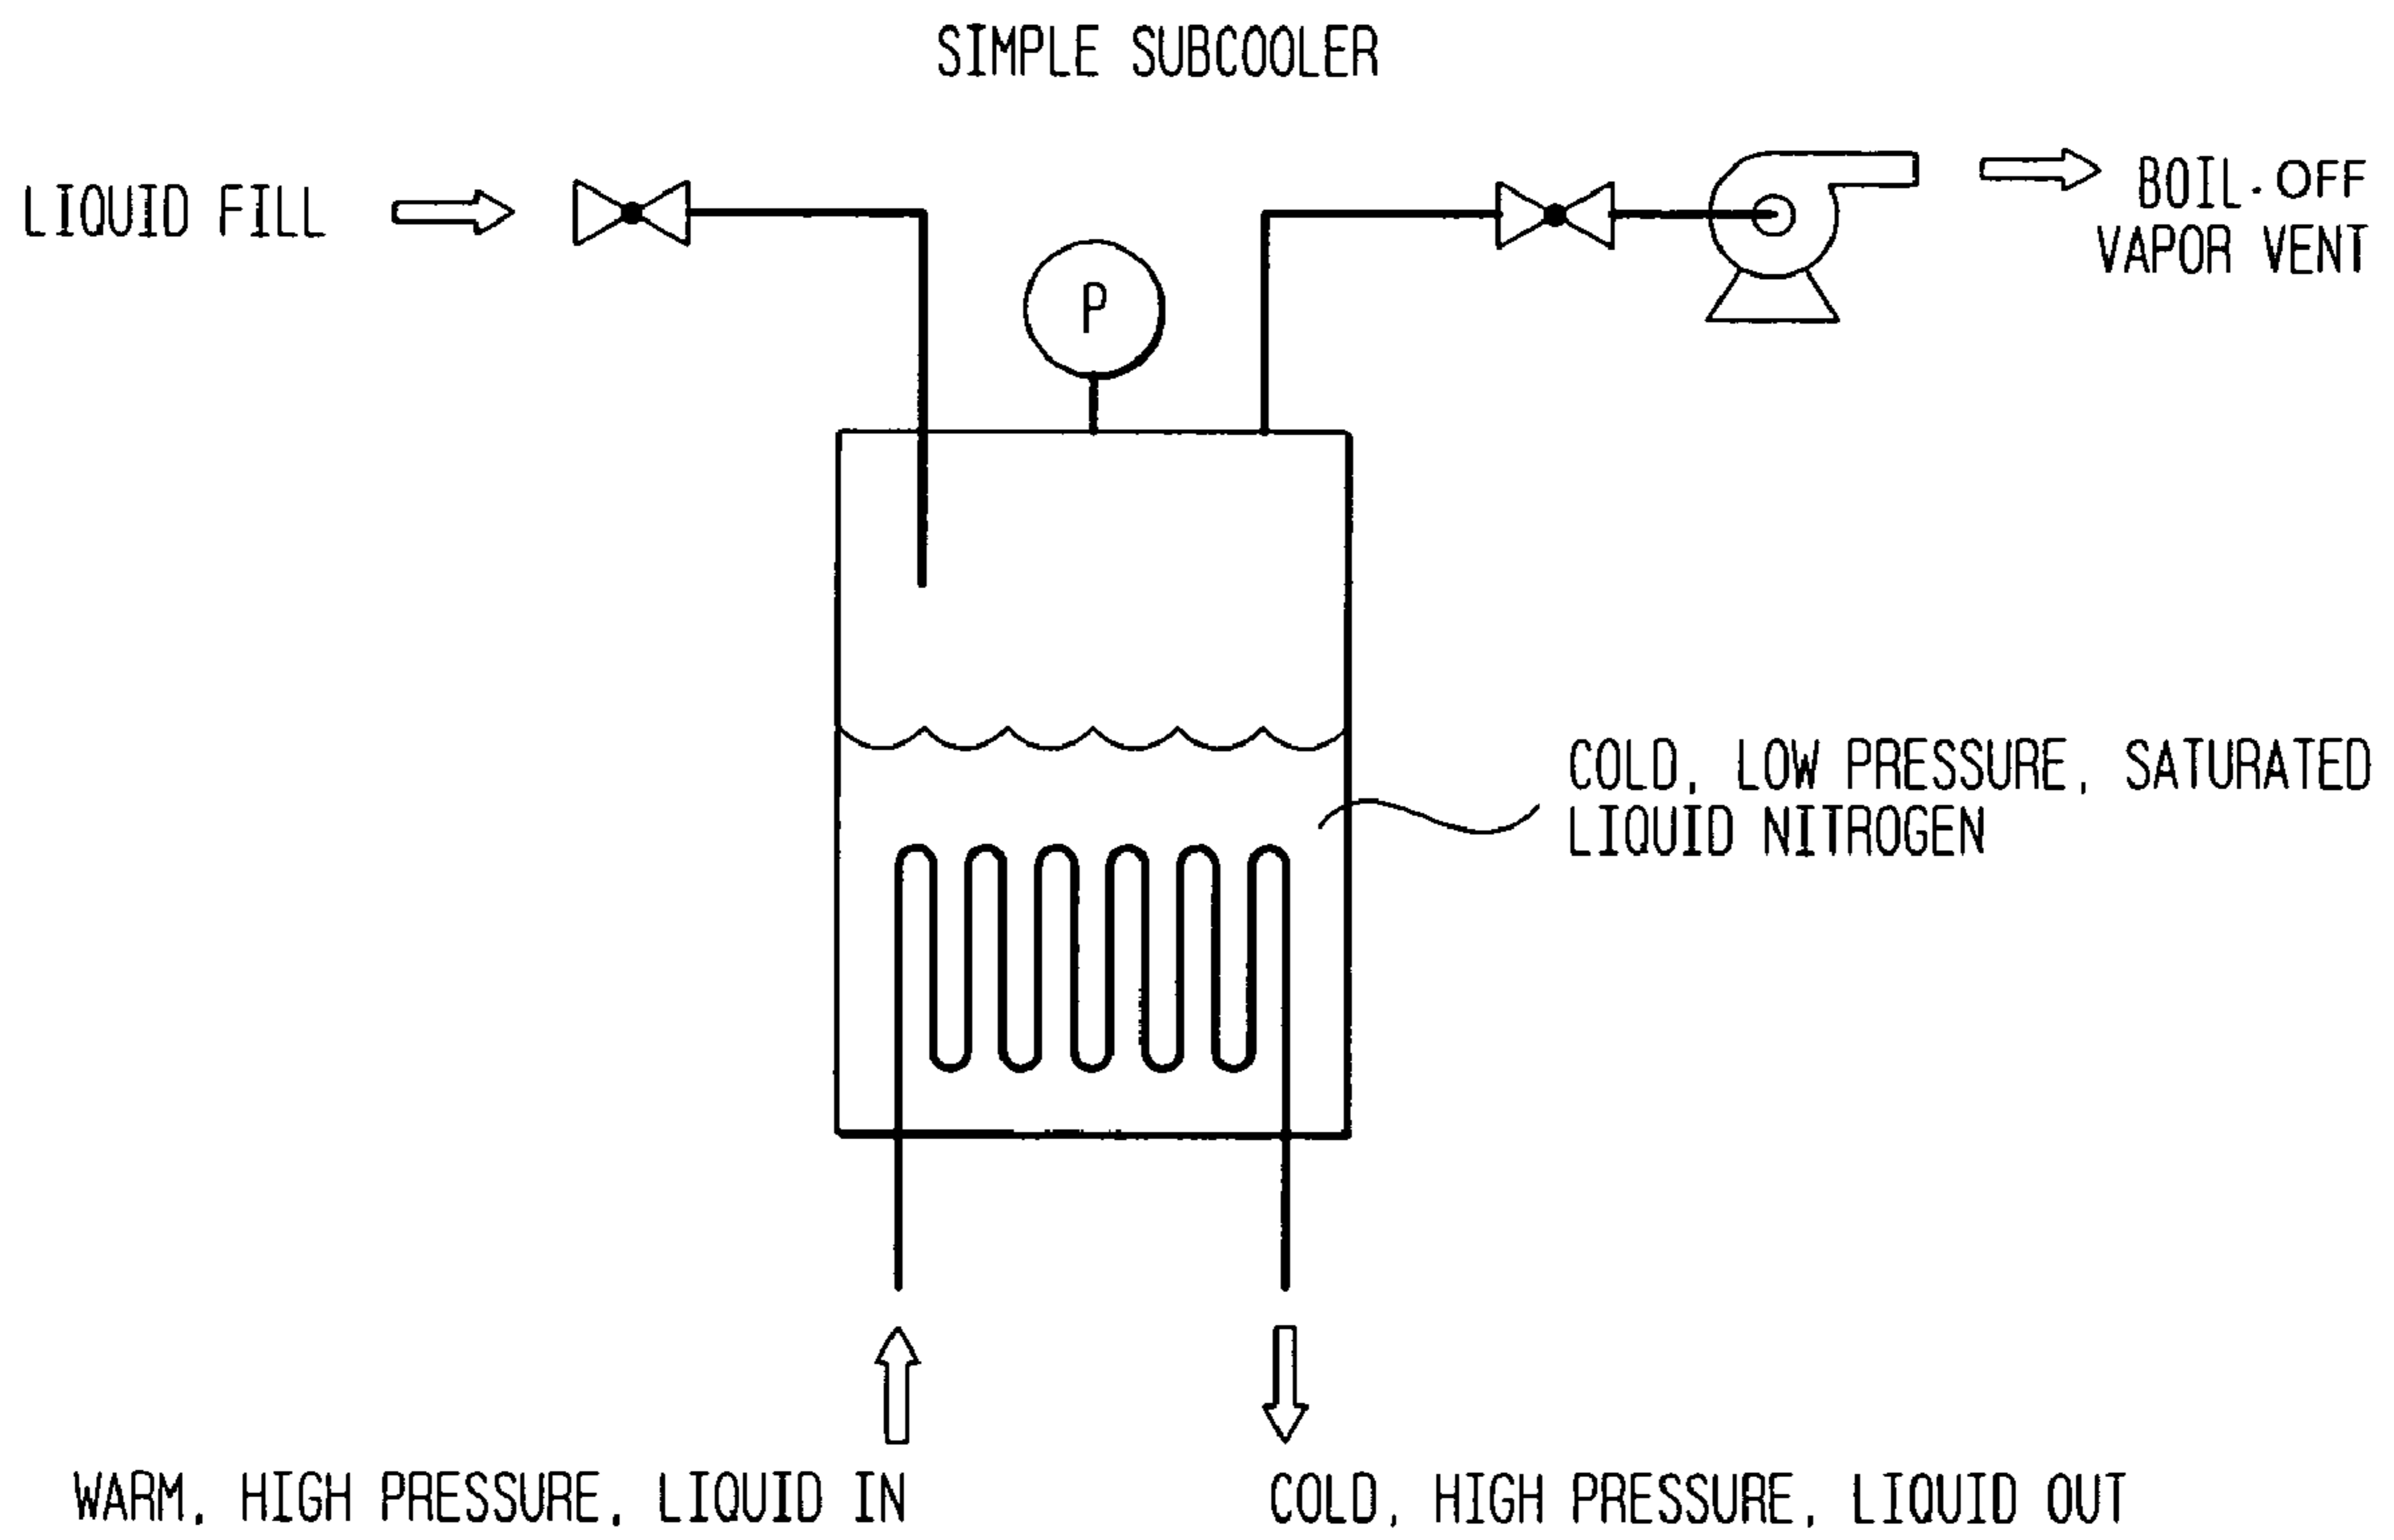 SIMPLE SUBCOOLER
LIQUID FILL
BOIL-OFF
VAPOR VENT
P
COLD, LOW PRESSURE, SATURATED
LIQUID NITROGEN
WARM, HIGH PRESSURE, LIQUID IN
COLD, HIGH PRESSURE, LIQUID OUT